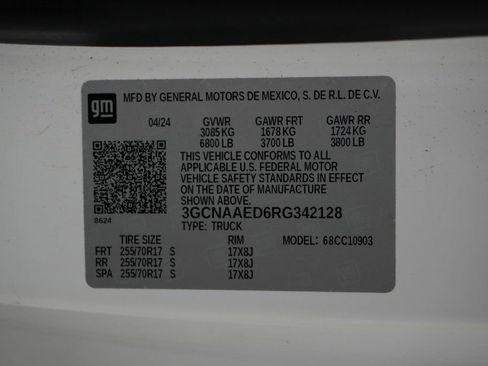 gm
MFD BY GENERAL MOTORS DE MEXICO, S. DE R.L. DE C.V.
04/24 GVWR GAWR FRT GAWR RR
3085 KG 1678 KG 1724 KG
6800 LB 3700 LB 3800 LB
THIS VEHICLE CONFORMS TO ALL
APPLICABLE U.S. FEDERAL MOTOR
VEHICLE SAFETY STANDARDS IN EFFECT
ON THE DATE OF MANUFACTURE SHOWN ABOVE.
3GCNAAED6RG342128
8624
TYPE: TRUCK
TIRE SIZE RIM MODEL: 68CC10903
FRT 255/70R17 S 17X8J
RR 255/70R17 S 17X8J
SPA 255/70R17 S 17X8J